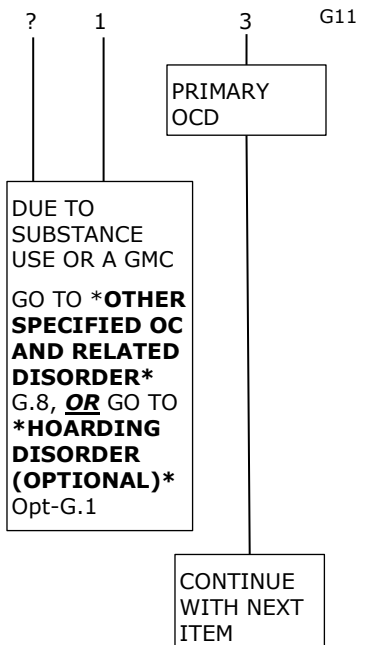 ? 1 3 G11
PRIMARY
OCD
DUE TO
SUBSTANCE
USE OR A GMC
GO TO *OTHER
SPECIFIED OC
AND RELATED
DISORDER*
G.8, OR GO TO
*HOARDING
DISORDER
(OPTIONAL)*
Opt-G.1
CONTINUE
WITH NEXT
ITEM